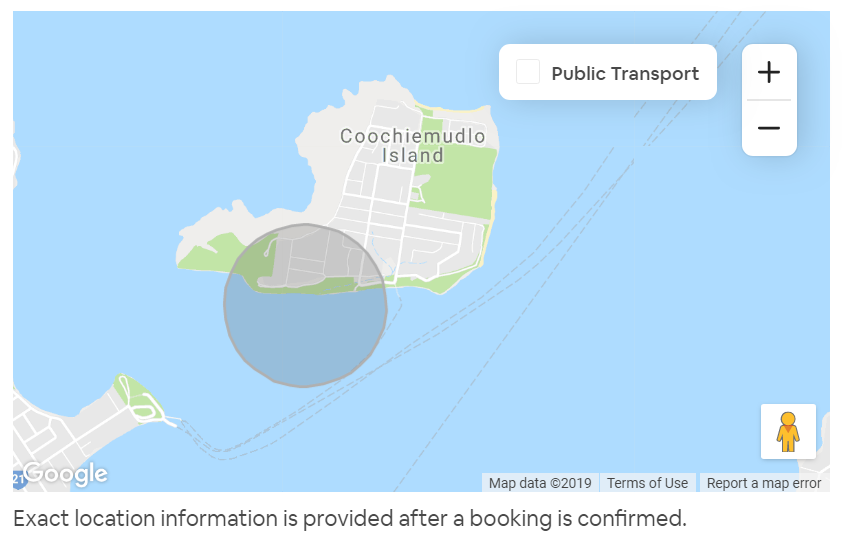 Public Transport
+
−
Coochiemudlo
Island
21
Google
Map data ©2019 Terms of Use Report a map error
Exact location information is provided after a booking is confirmed.